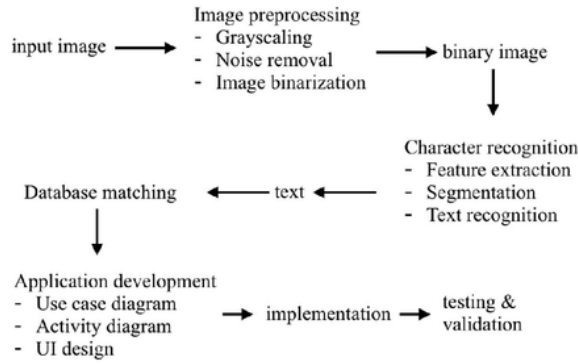 input image
Image preprocessing
- Grayscaling
- Noise removal
- Image binarization
binary image
Character recognition
- Feature extraction
- Segmentation
- Text recognition
text
Database matching
Application development
- Use case diagram
- Activity diagram
- UI design
implementation
testing &
validation